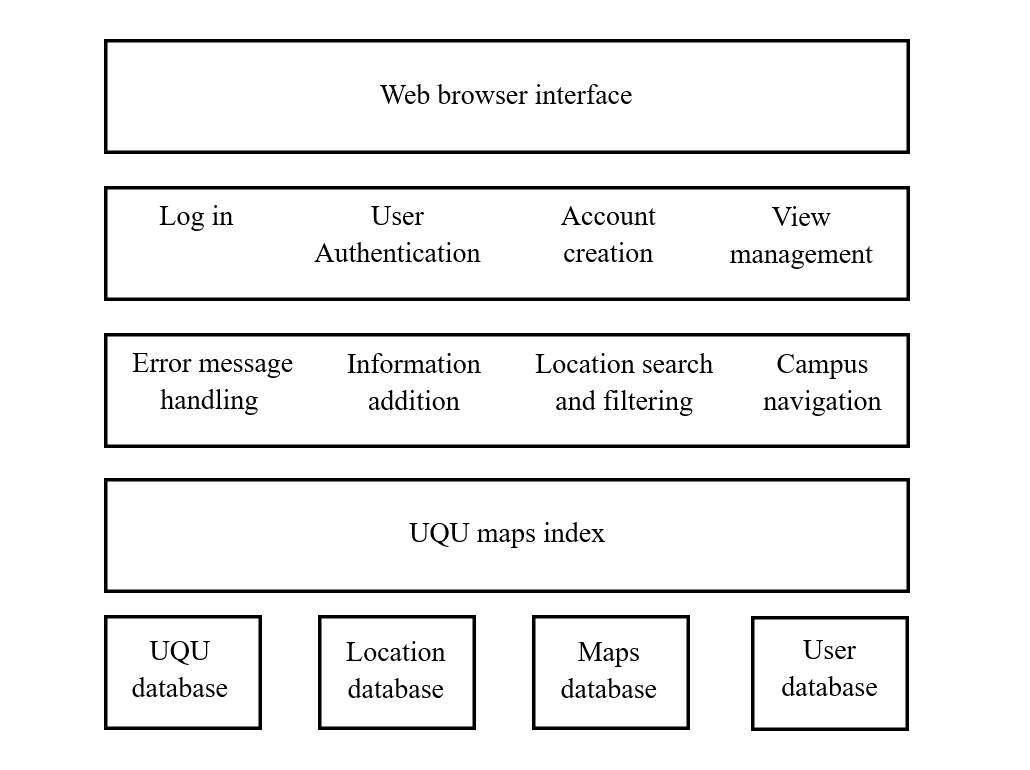 Web browser interface
Log in
User
Authentication
Account
creation
View
management
Error message
handling
Information
addition
Location search
and filtering
Campus
navigation
UQU maps index
UQU
database
Location
database
Maps
database
User
database